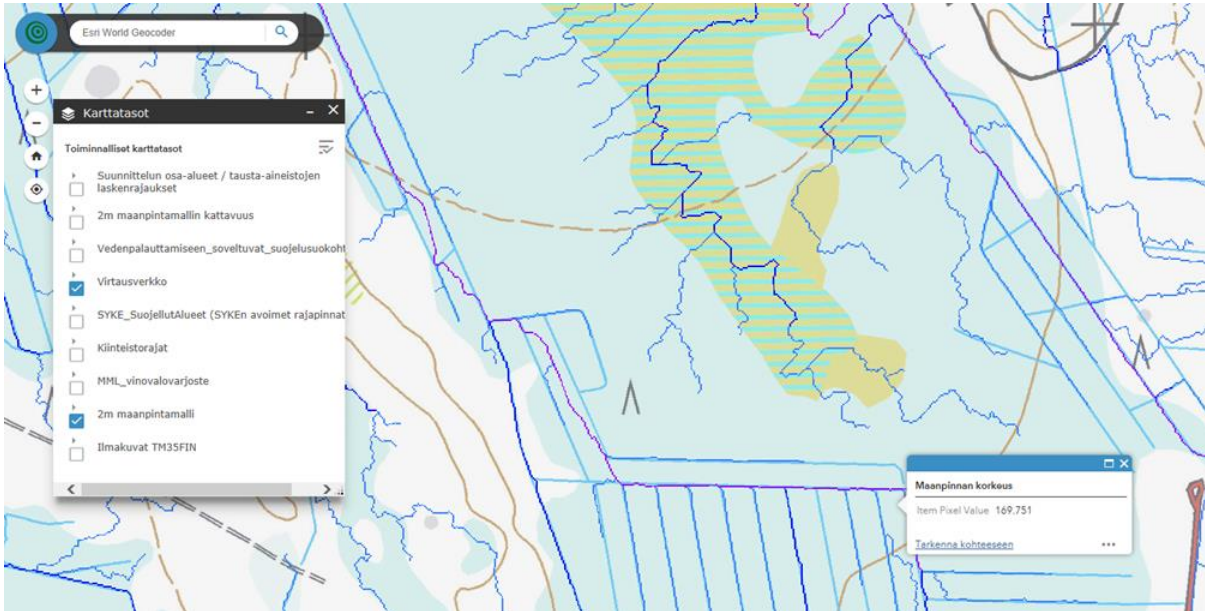 Esri World Geocoder
Karttatasot
Toiminnalliset karttatasot
Suunnittelun osa-alueet / tausta-aineistojen
laskenrajaukset
2m maanpintamallin kattavuus
Vedenpalauttamiseen_soveltuvat_suojelusuokoht
Virtausverkko
SYKE_SuojellutAlueet (SYKEn avoimet rajapinnat
Kiinteistorajat
MML_vinovalovarjoste
2m maanpintamalli
Ilmakuvat TM35FIN
Maanpinnan korkeus
Item Pixel Value 169.751
Tarkenna kohteeseen